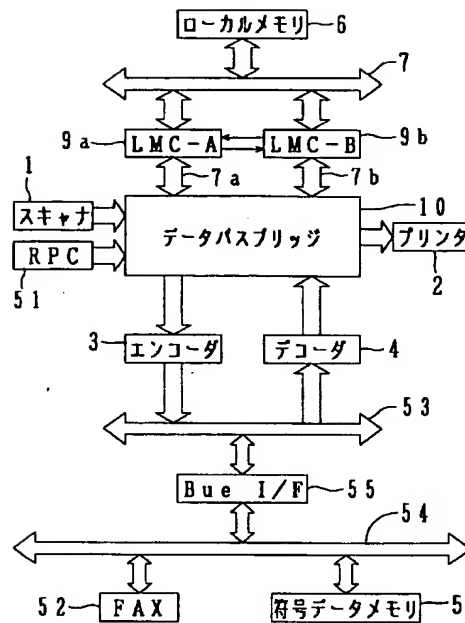 ローカルメモリ 6
7
9a LMC-A LMC-B 9b
7a 7b
1 10
スキャナ データパスブリッジ プリンタ
RPC 2
51
3 エンコーダ デコーダ 4
53
Bue I/F 55
54
52 FAX 符号データメモリ 5